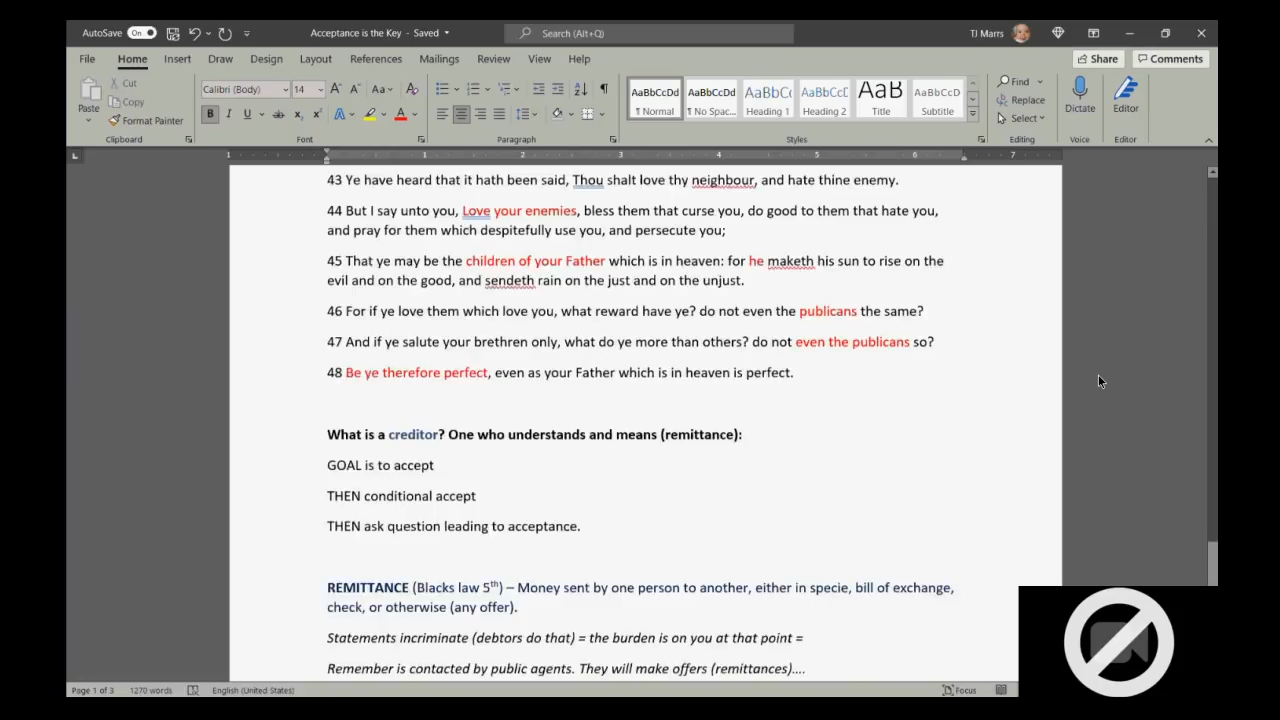 AutoSave On Acceptance is the Key - Saved Search (Alt+Q) TJ Marrs
File Home Insert Draw Design Layout References Mailings Review View Help Share Comments
Paste Cut Copy Format Painter
Calibri (Body) 14
AaBbCcDd AaBbCcDd AaBbCc AaBbCcC AaB AaBbCcD
¶ Normal ¶ No Spac... Heading 1 Heading 2 Title Subtitle
Find Replace Select Dictate Editor
Clipboard Font Paragraph Styles Editing Voice Editor
1 1 2 3 4 5 6 7
43 Ye have heard that it hath been said, Thou shalt love thy neighbour, and hate thine enemy.
44 But I say unto you, Love your enemies, bless them that curse you, do good to them that hate you,
and pray for them which despitefully use you, and persecute you;
45 That ye may be the children of your Father which is in heaven: for he maketh his sun to rise on the
evil and on the good, and sendeth rain on the just and on the unjust.
46 For if ye love them which love you, what reward have ye? do not even the publicans the same?
47 And if ye salute your brethren only, what do ye more than others? do not even the publicans so?
48 Be ye therefore perfect, even as your Father which is in heaven is perfect.
What is a creditor? One who understands and means (remittance):
GOAL is to accept
THEN conditional accept
THEN ask question leading to acceptance.
REMITTANCE (Blacks law 5th) – Money sent by one person to another, either in specie, bill of exchange,
check, or otherwise (any offer).
Statements incriminate (debtors do that) = the burden is on you at that point =
Remember is contacted by public agents. They will make offers (remittances)....
Page 1 of 3 1270 words English (United States) Focus